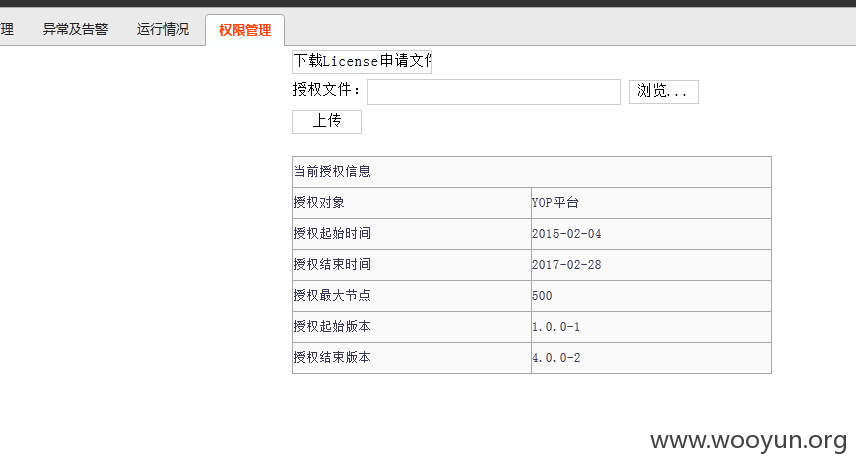 理 异常及告警 运行情况 权限管理
下载License申请文件
授权文件： 浏览...
上传
当前授权信息
授权对象 YOP平台
授权起始时间 2015-02-04
授权结束时间 2017-02-28
授权最大节点 500
授权起始版本 1.0.0-1
授权结束版本 4.0.0-2
www.wooyun.org